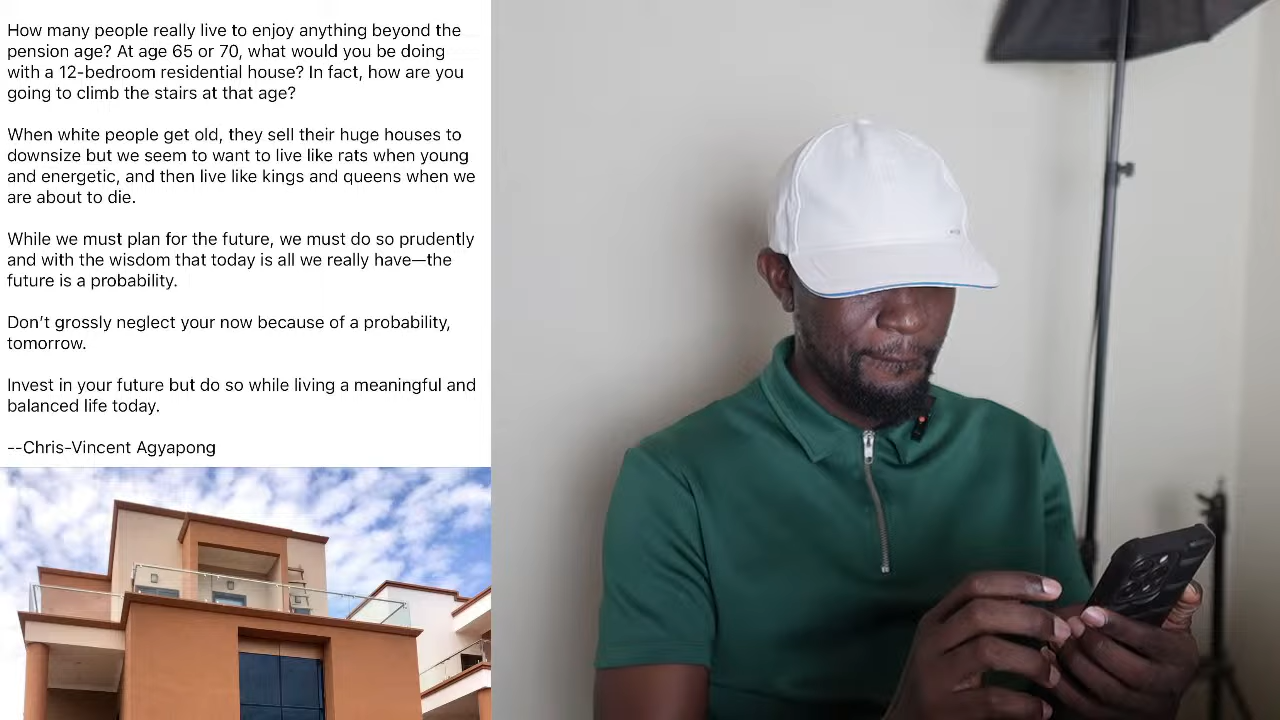 How many people really live to enjoy anything beyond the
pension age? At age 65 or 70, what would you be doing
with a 12-bedroom residential house? In fact, how are you
going to climb the stairs at that age?
When white people get old, they sell their huge houses to
downsize but we seem to want to live like rats when young
and energetic, and then live like kings and queens when we
are about to die.
While we must plan for the future, we must do so prudently
and with the wisdom that today is all we really have—the
future is a probability.
Don’t grossly neglect your now because of a probability,
tomorrow.
Invest in your future but do so while living a meaningful and
balanced life today.
--Chris-Vincent Agyapong